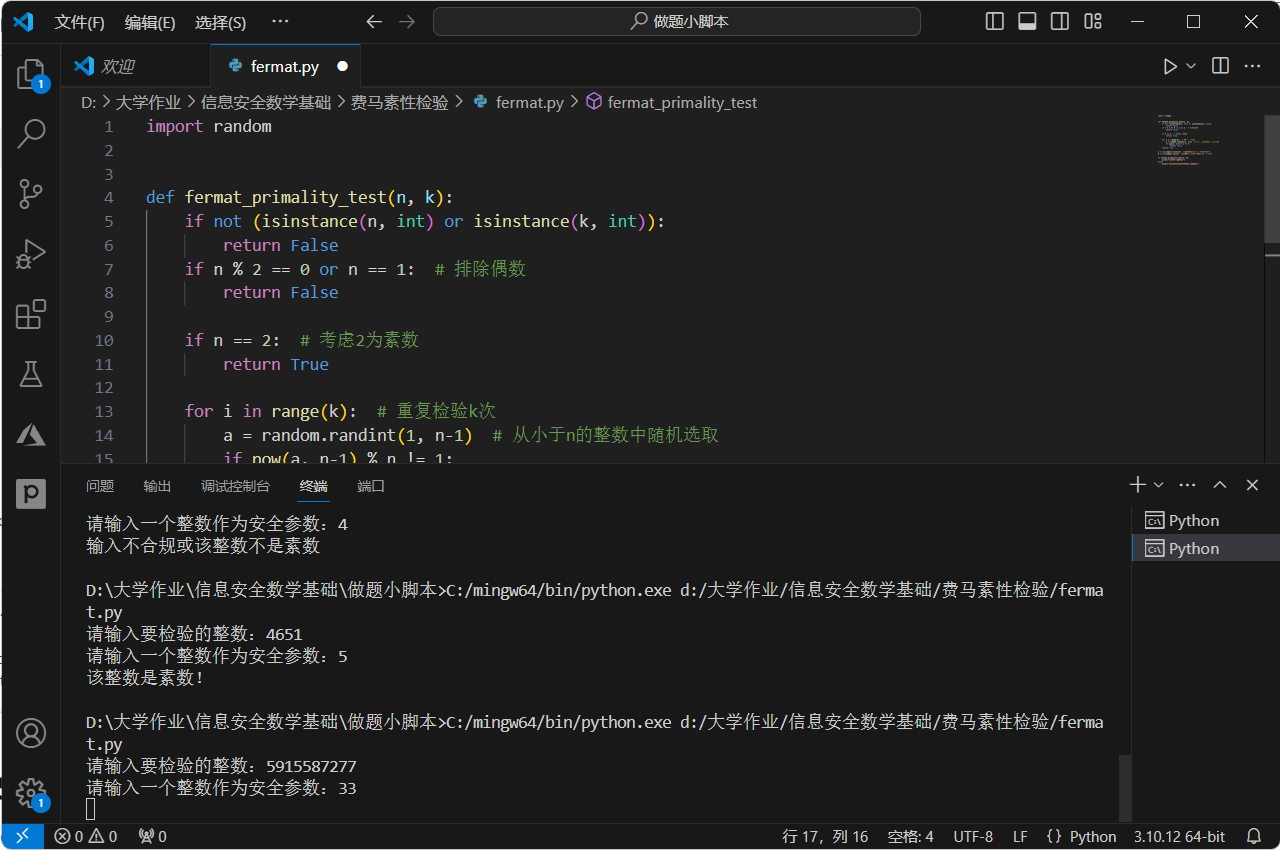 文件(F) 编辑(E) 选择(S) ··· 做题小脚本
欢迎 fermat.py
D: > 大学作业 > 信息安全数学基础 > 费马素性检验 > fermat.py > fermat_primality_test
1 import random
2
3
4 def fermat_primality_test(n, k):
5 if not (isinstance(n, int) or isinstance(k, int)):
6 return False
7 if n % 2 == 0 or n == 1: # 排除偶数
8 return False
9
10 if n == 2: # 考虑2为素数
11 return True
12
13 for i in range(k): # 重复检验k次
14 a = random.randint(1, n-1) # 从小于n的整数中随机选取
15 if pow(a, n-1) % n != 1:
问题 输出 调试控制台 终端 端口
Python
Python
请输入一个整数作为安全参数: 4
输入不合规或该整数不是素数
D:\大学作业\信息安全数学基础\做题小脚本>C:/mingw64/bin/python.exe d:/大学作业/信息安全数学基础/费马素性检验/ferma
t.py
请输入要检验的整数: 4651
请输入一个整数作为安全参数: 5
该整数是素数!
D:\大学作业\信息安全数学基础\做题小脚本>C:/mingw64/bin/python.exe d:/大学作业/信息安全数学基础/费马素性检验/ferma
t.py
请输入要检验的整数: 5915587277
请输入一个整数作为安全参数: 33
1
1
0 0 0 行 17, 列 16 空格: 4 UTF-8 LF {} Python 3.10.12 64-bit